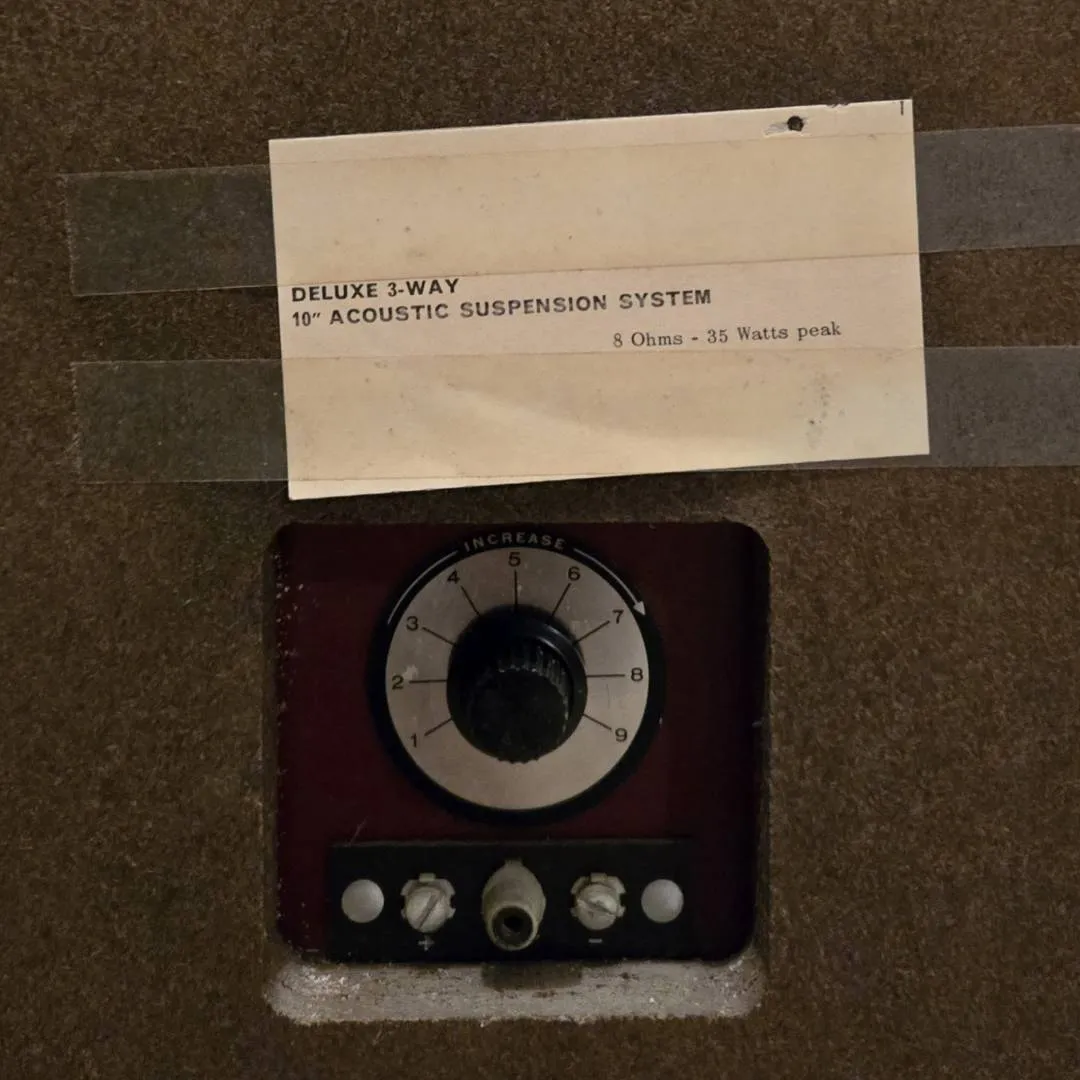 DELUXE 3-WAY
10" ACOUSTIC SUSPENSION SYSTEM
8 Ohms - 35 Watts peak
INCREASE
1
2
3
4
5
6
7
8
9
+ -